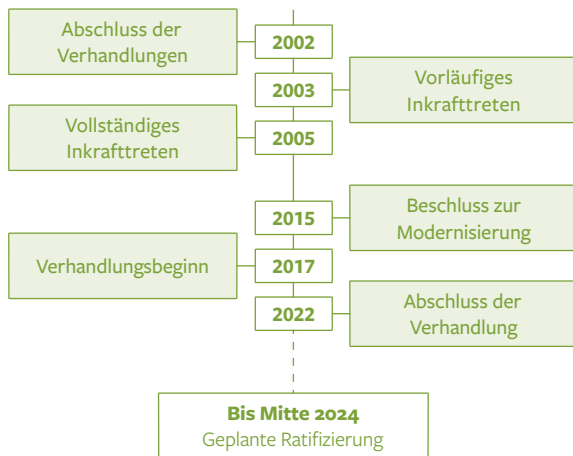 Abschluss der
Verhandlungen
2002
2003
Vorläufiges
Inkrafttreten
Vollständiges
Inkrafttreten
2005
2015
Beschluss zur
Modernisierung
Verhandlungsbeginn
2017
2022
Abschluss der
Verhandlung
Bis Mitte 2024
Geplante Ratifizierung